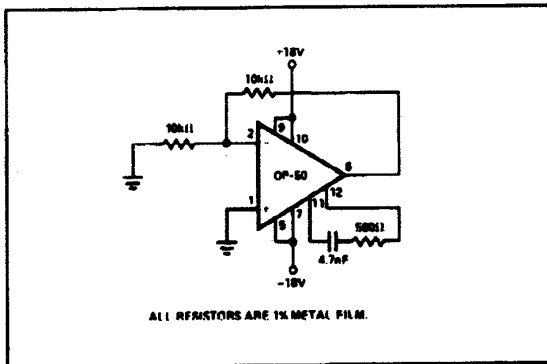 +18V
10kΩ
9
10
10kΩ
2
-
OP-50
6
12
1
+
11
7
5
500Ω
4.7nF
-18V
ALL RESISTORS ARE 1% METAL FILM.